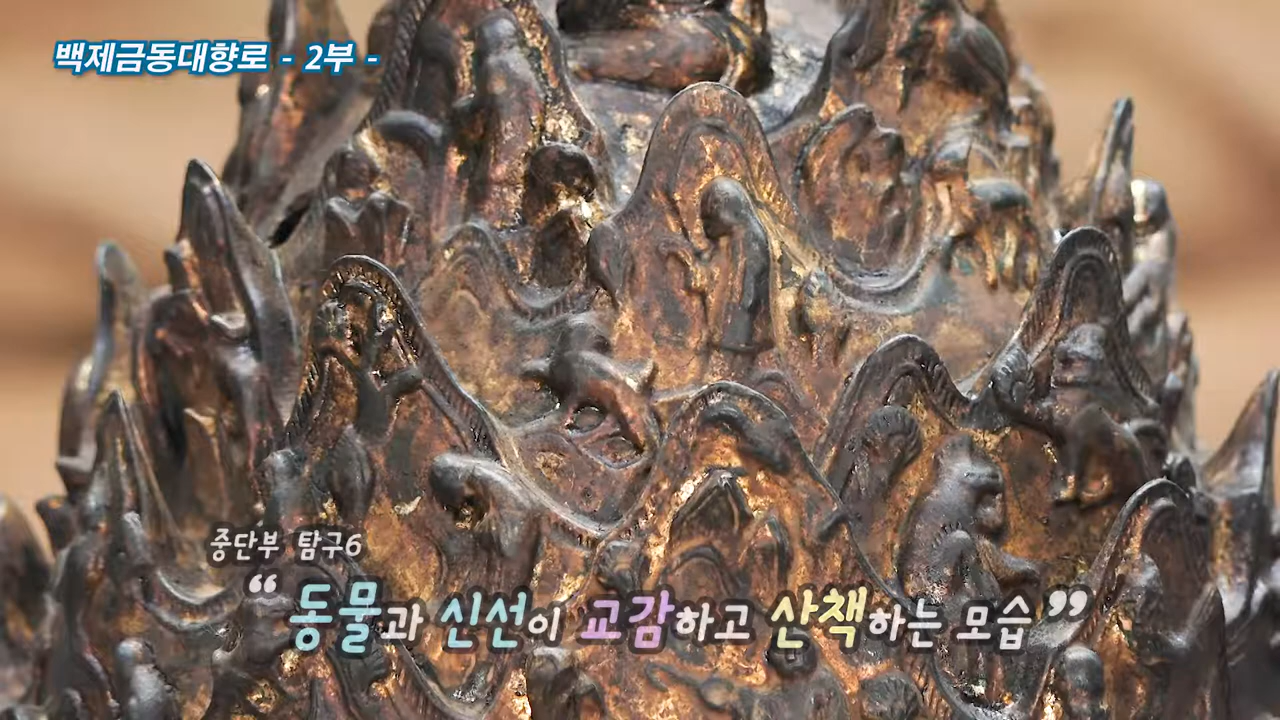 백제금동대향로 - 2부 -
중단부 탐구6
“ 동물과 신선이 교감하고 산책하는 모습 ”